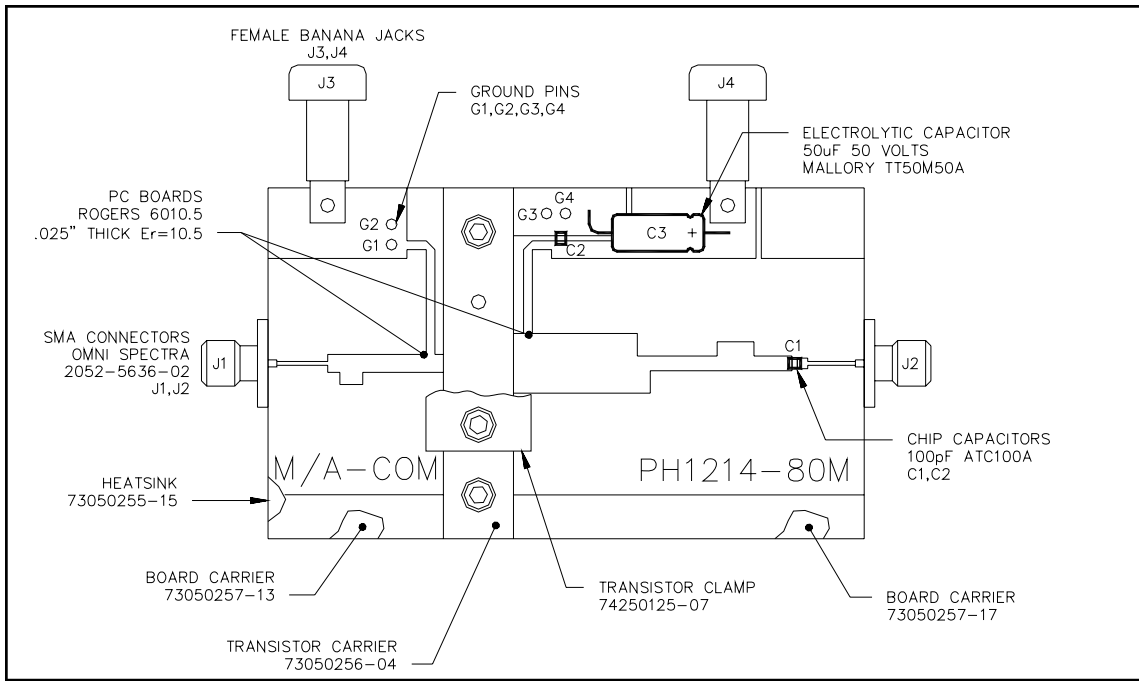 FEMALE BANANA JACKS
J3,J4
J3
J4
GROUND PINS
G1,G2,G3,G4
ELECTROLYTIC CAPACITOR
50uF 50 VOLTS
MALLORY TT50M50A
PC BOARDS
ROGERS 6010.5
.025" THICK Er=10.5
G2
G1
G4
G3
C2
C3 +
SMA CONNECTORS
OMNI SPECTRA
2052-5636-02
J1,J2
J1
C1
J2
CHIP CAPACITORS
100pF ATC100A
C1,C2
M/A-COM
PH1214-80M
HEATSINK
73050255-15
BOARD CARRIER
73050257-13
TRANSISTOR CLAMP
74250125-07
BOARD CARRIER
73050257-17
TRANSISTOR CARRIER
73050256-04